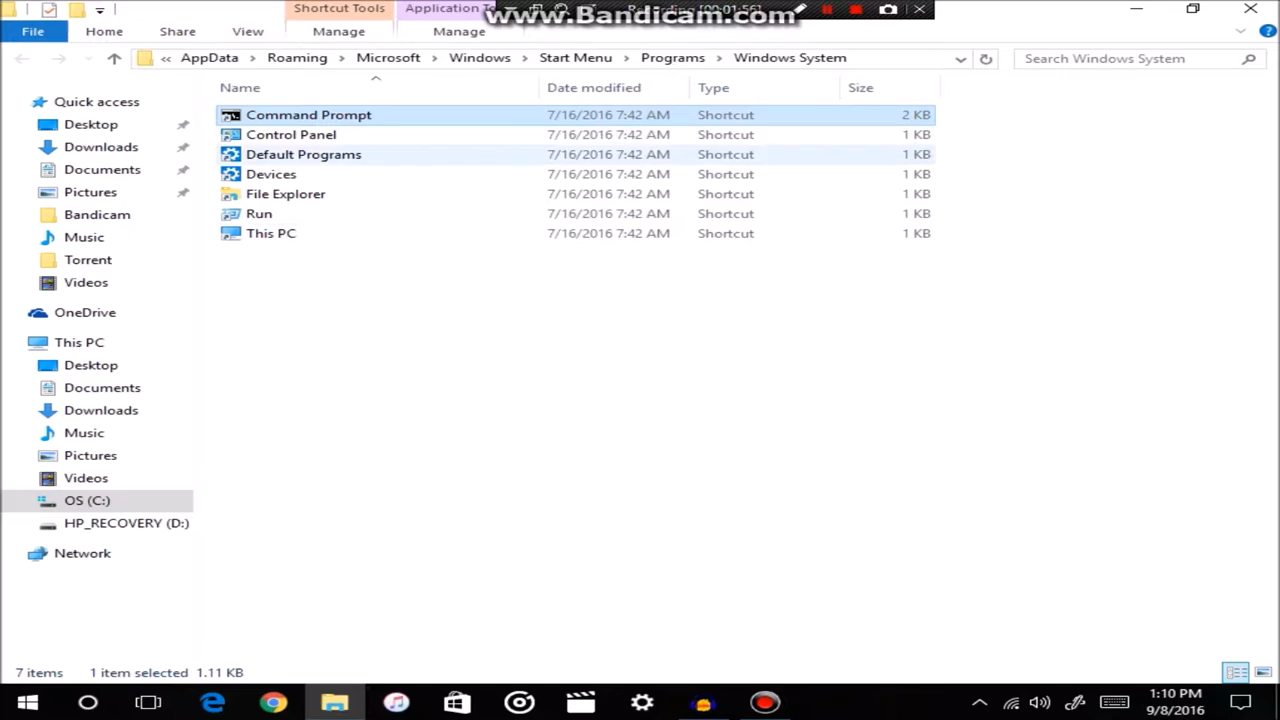 Shortcut Tools Application T www.Bandicam.com [00:01:56]
File Home Share View Manage Manage
« AppData Roaming Microsoft Windows Start Menu Programs Windows System Search Windows System
Name Date modified Type Size
Command Prompt 7/16/2016 7:42 AM Shortcut 2 KB
Control Panel 7/16/2016 7:42 AM Shortcut 1 KB
Default Programs 7/16/2016 7:42 AM Shortcut 1 KB
Devices 7/16/2016 7:42 AM Shortcut 1 KB
File Explorer 7/16/2016 7:42 AM Shortcut 1 KB
Run 7/16/2016 7:42 AM Shortcut 1 KB
This PC 7/16/2016 7:42 AM Shortcut 1 KB
Quick access
Desktop
Downloads
Documents
Pictures
Bandicam
Music
Torrent
Videos
OneDrive
This PC
Desktop
Documents
Downloads
Music
Pictures
Videos
OS (C:)
HP_RECOVERY (D:)
Network
7 items 1 item selected 1.11 KB
1:10 PM
9/8/2016